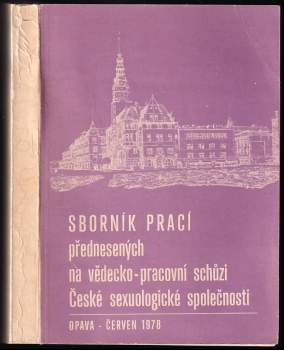 SBORNÍK PRACÍ
přednesených
na vědecko-pracovní schůzi
České sexuologické společnosti
OPAVA - ČERVEN 1978